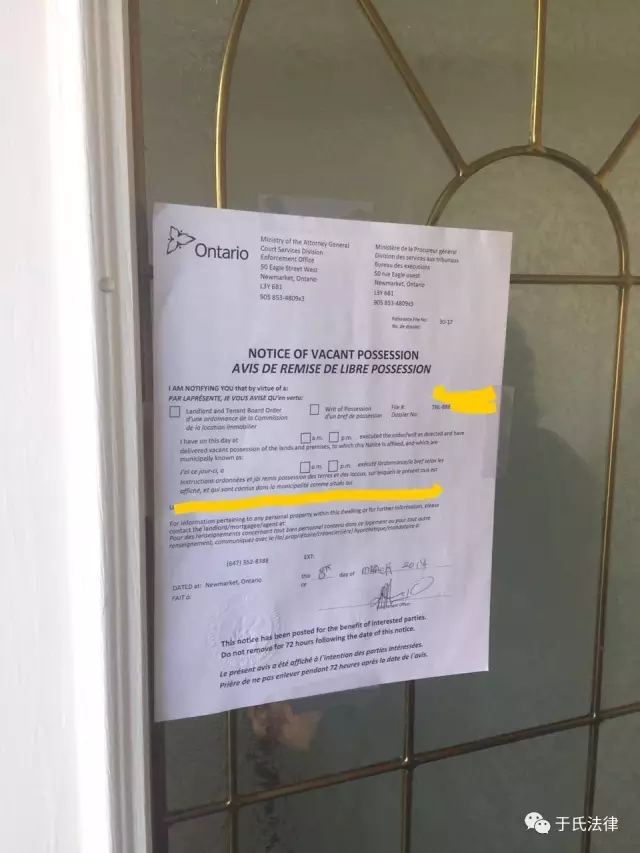 Ontario
Ministry of the Attorney General
Court Services Division
Enforcement Office
50 Eagle Street West
Newmarket, Ontario
L3Y 6B1
905 853-4809x3
Ministère de la Procureur général
Division des services aux tribunaux
Bureau des executions
50 rue Eagle ouest
Newmarket, Ontario
L3Y 6B1
905 853-4809x3
Reference File No:
No. de dossier:
NOTICE OF VACANT POSSESSION
AVIS DE REMISE DE LIBRE POSSESSION
I AM NOTIFYING YOU that by virtue of a:
PAR LAPRÉSENTE, JE VOUS AVISE QU'en vertu:
Landlord and Tenant Board Order
d'une ordonnance de la Commission
de la location immobilier
Writ of Possession
d'un bref de possession
File #:
Dossier No:
I have on this day at a.m. p.m. executed the order/writ as directed and have
delivered vacant possession of the lands and premises, to which this Notice is affixed, and which are
municipally known as:
J'ai ce jour-ci, a a.m. p.m. exécuté l'ordonnance/le bref selon les
instructions ordonnées et j'ai remis possession des terres et des locaux, sur lesquels le présent avis est
affiché, et qui sont connus dans la municipalité comme situés au:
For information pertaining to any personal property within this dwelling or for further information, please
contact the landlord/mortgagee/agent at:
Pour des renseignements concernant tout bien personnel contenu dans ce logement ou pour tout autre
renseignement, communiquez avec le (la) propriétaire/créancier(ère) hypothécaire/mandataire à:
EXT:
DATED at: Newmarket, Ontario this 8th day of March
FAIT à:
Enforcement Officer
This notice has been posted for the benefit of interested parties.
Do not remove for 72 hours following the date of this notice.
Le présent avis a été affiché à l'intention des parties intéressées.
Prière de ne pas enlever pendant 72 heures après la date de l'avis.
于氏法律